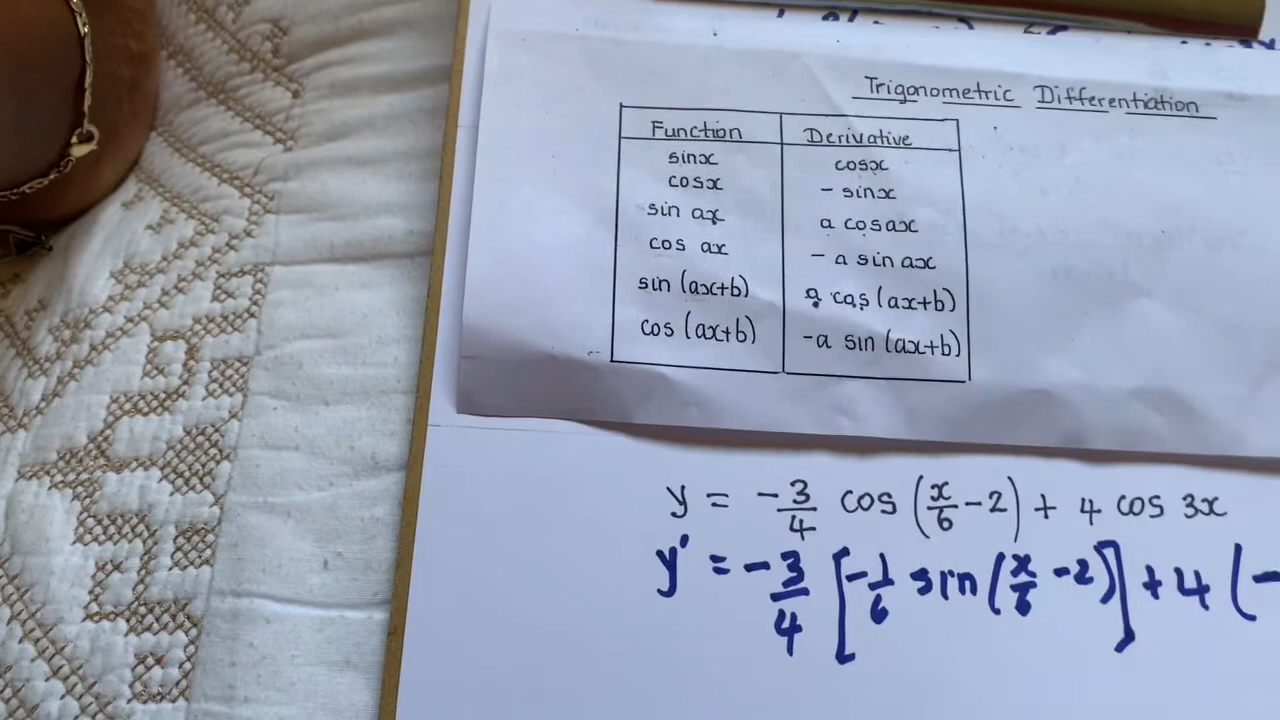 Trigonometric Differentiation
Function Derivative
sinx cosx
cosx - sinx
sin ax a cosax
cos ax - a sin ax
sin (ax+b) a cos (ax+b)
cos (ax+b) -a sin (ax+b)
y = -3/4 cos (x/6 -2) + 4 cos 3x
y' = -3/4 [-1/6 sin (x/6 -2)] + 4 (-